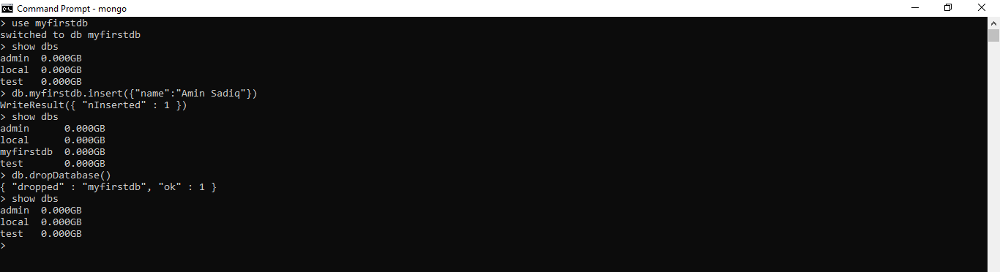 Command Prompt - mongo
> use myfirstdb
switched to db myfirstdb
> show dbs
admin  0.000GB
local  0.000GB
test   0.000GB
> db.myfirstdb.insert({"name":"Amin Sadiq"})
WriteResult({ "nInserted" : 1 })
> show dbs
admin      0.000GB
local      0.000GB
myfirstdb  0.000GB
test       0.000GB
> db.dropDatabase()
{ "dropped" : "myfirstdb", "ok" : 1 }
> show dbs
admin  0.000GB
local  0.000GB
test   0.000GB
>